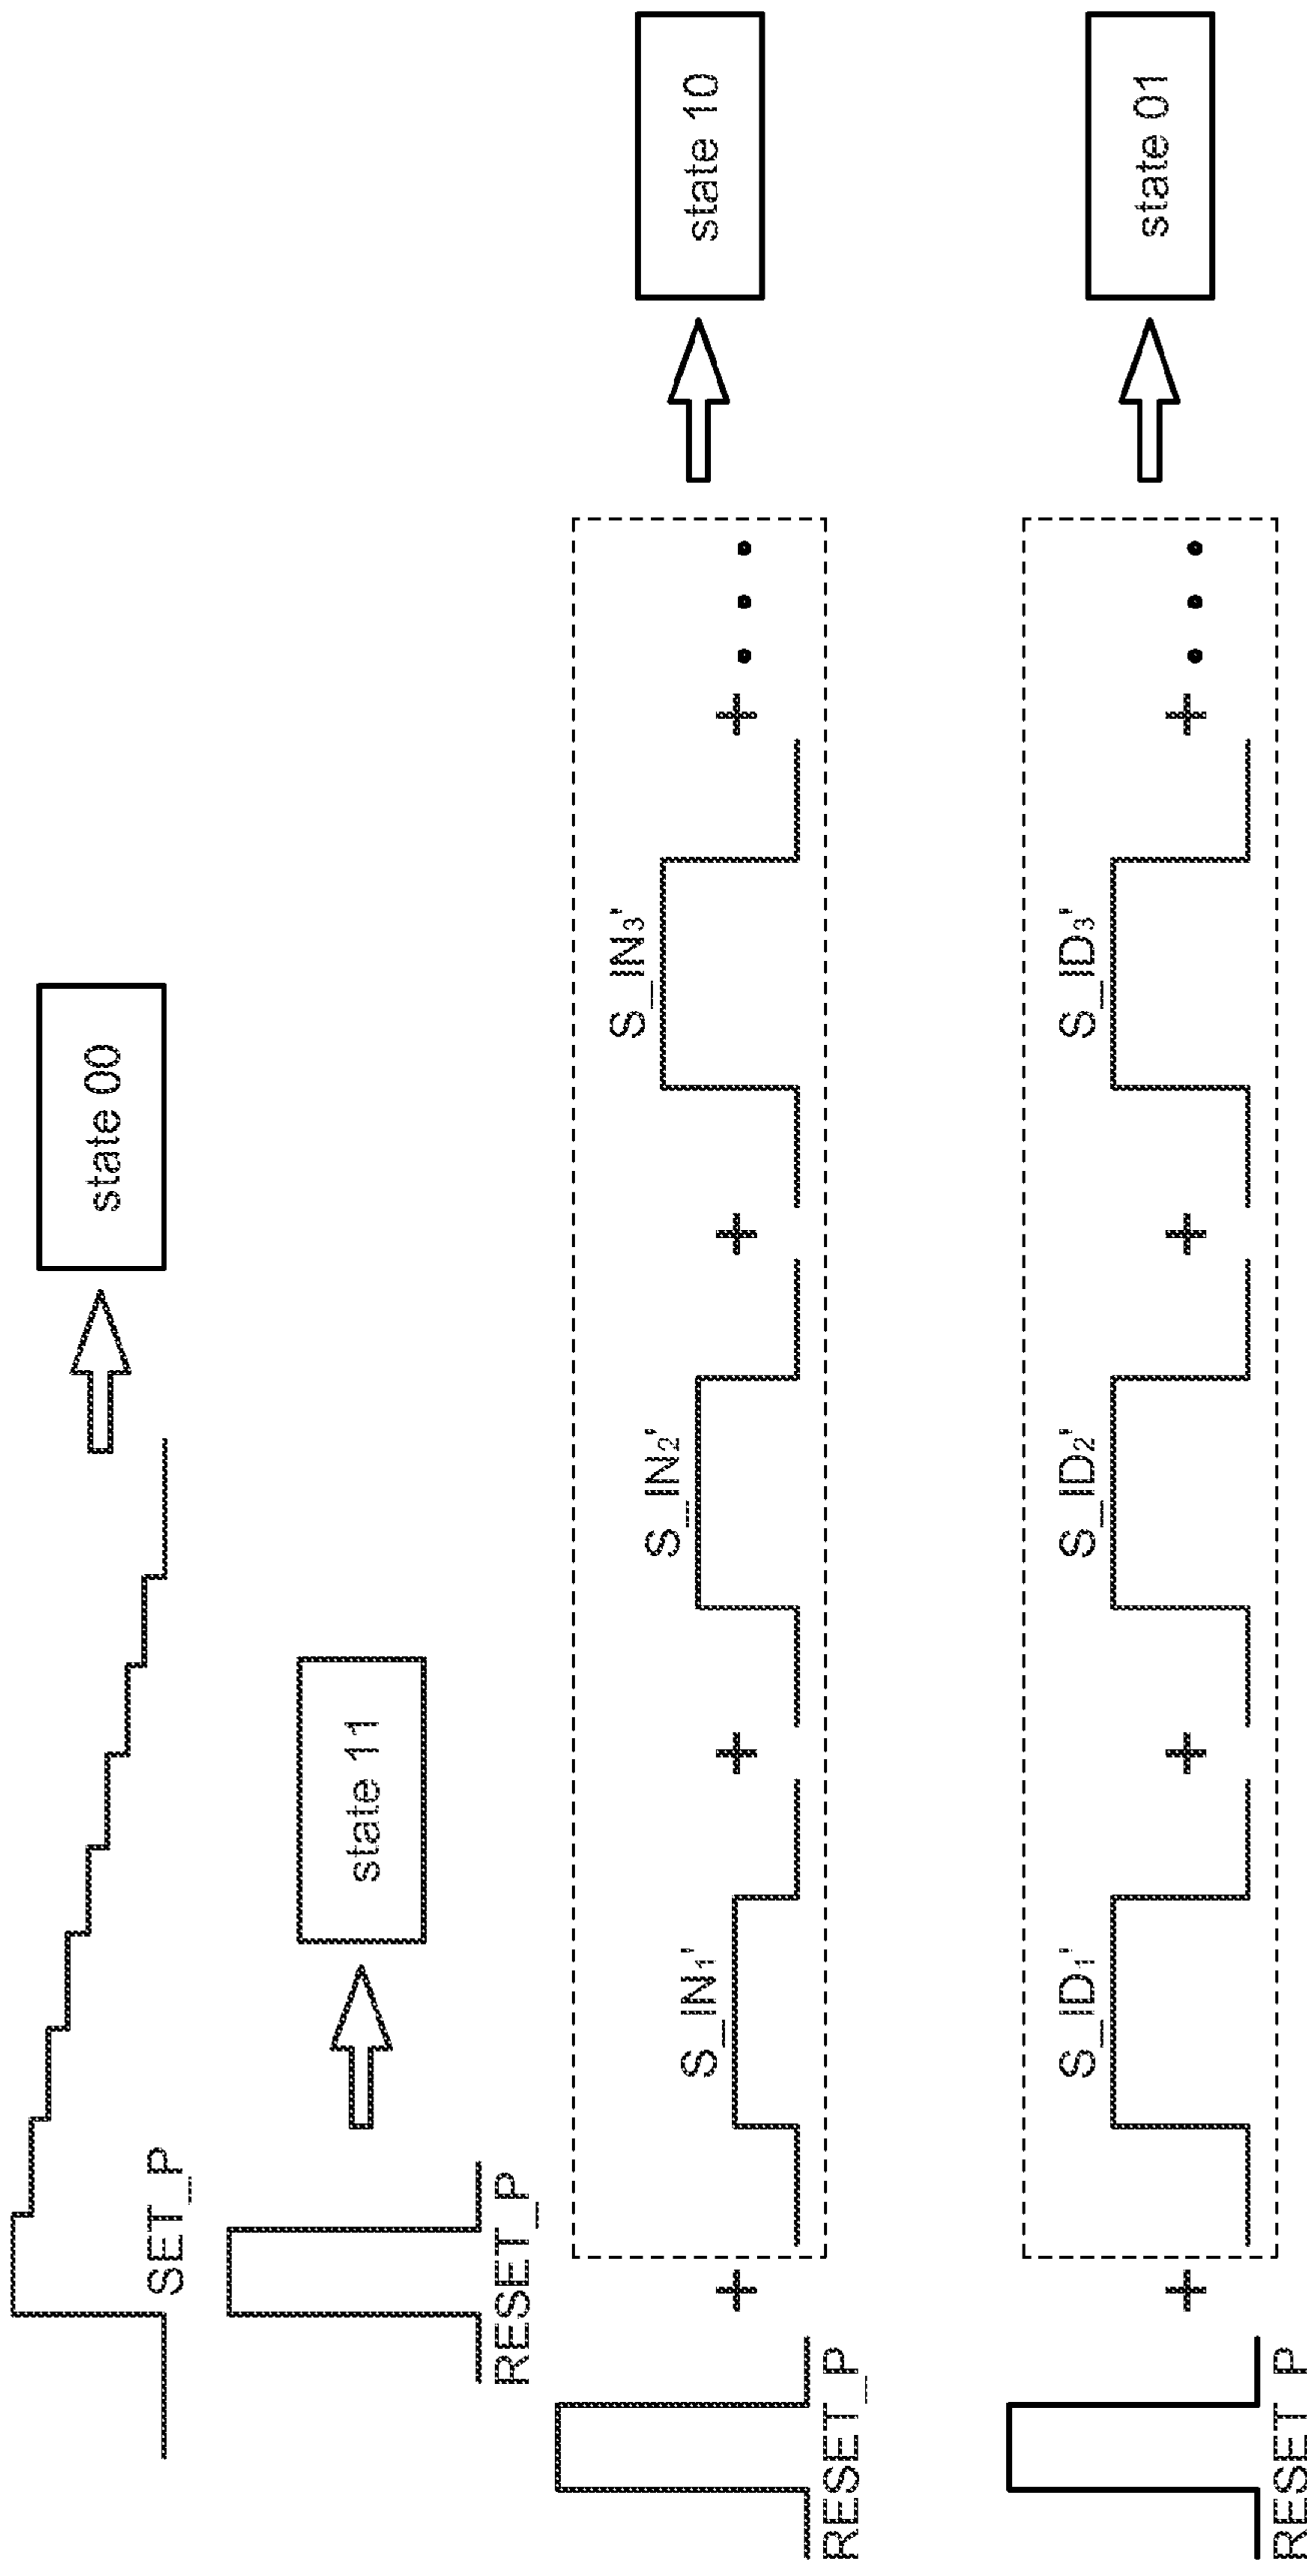 SET_P
state 00
RESET_P
state 11
RESET_P
S_IN₁'
S_IN₂'
S_IN₃'
state 10
RESET_P
S_ID₁'
S_ID₂'
S_ID₃'
state 01